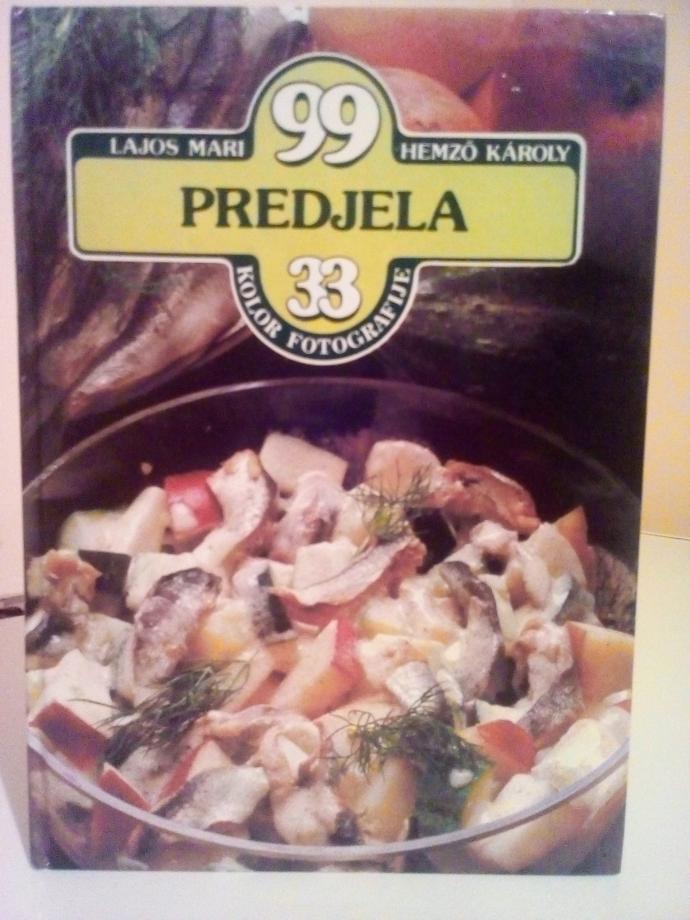 99
LAJOS MARI HEMZŐ KÁROLY
PREDJELA
33
KOLOR FOTOGRAFIJE